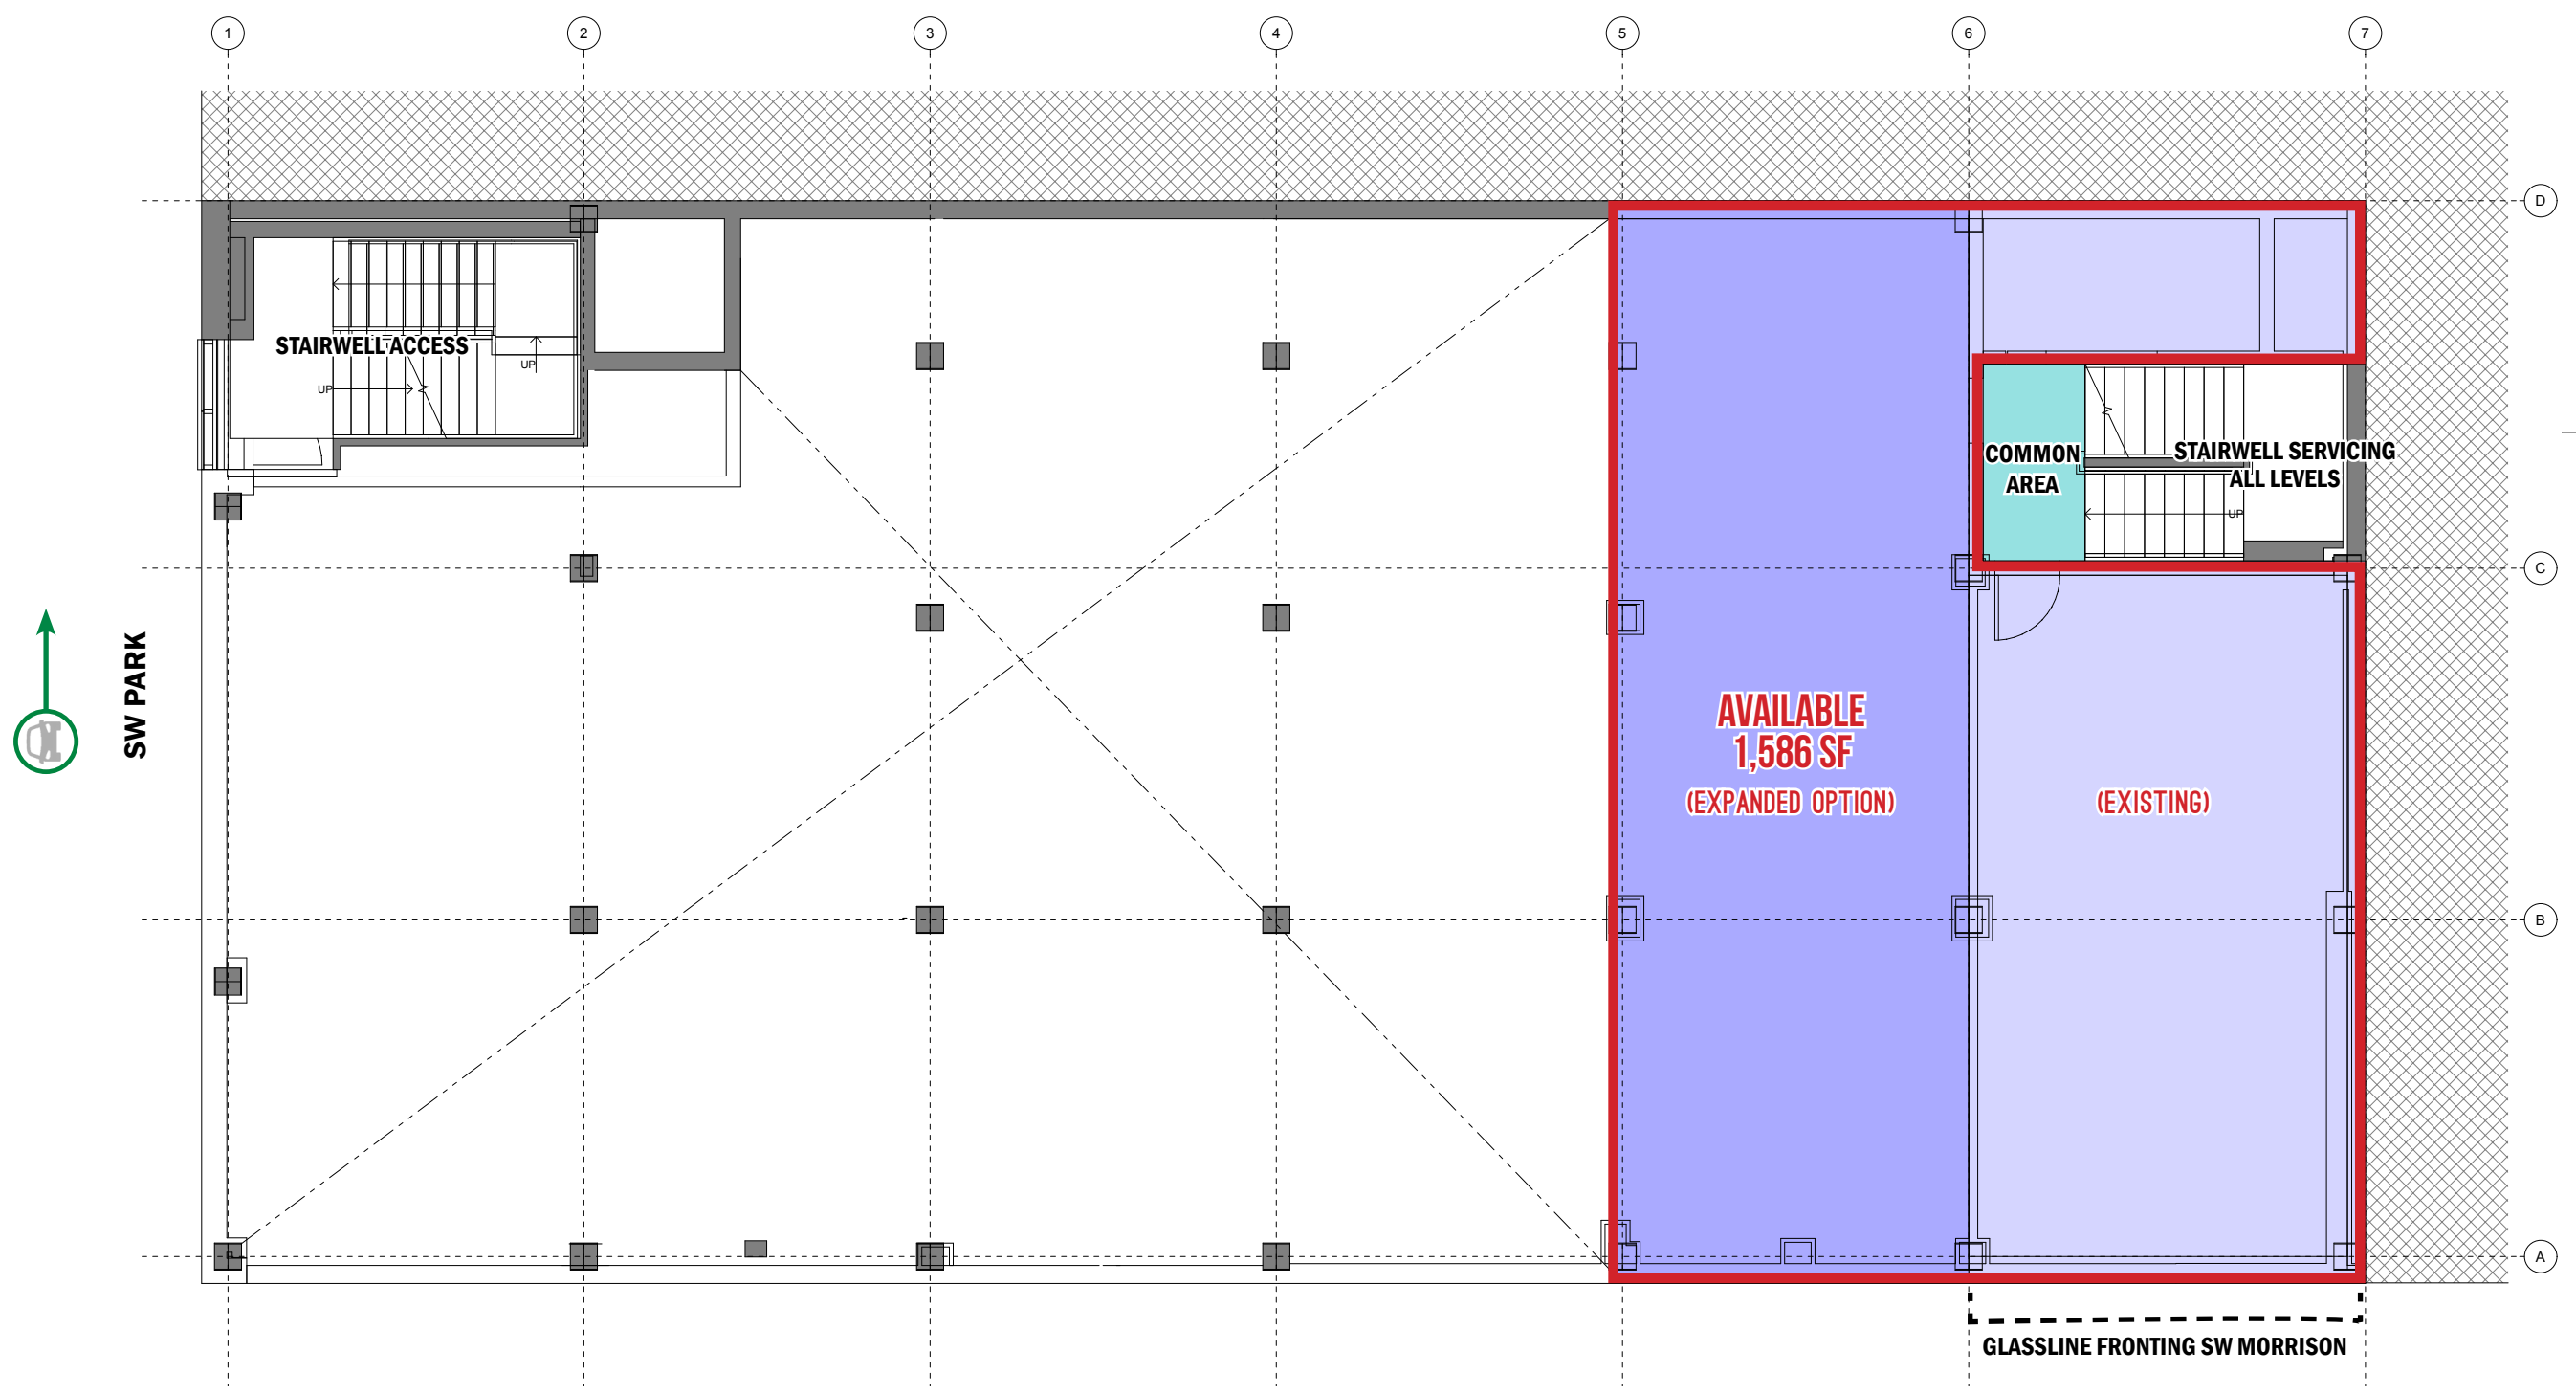 1
2
3
4
5
6
7
D
STAIRWELL ACCESS
UP
UP
COMMON
AREA
STAIRWELL SERVICING
ALL LEVELS
UP
C
SW PARK
AVAILABLE
1,586 SF
(EXPANDED OPTION)
(EXISTING)
B
A
GLASSLINE FRONTING SW MORRISON